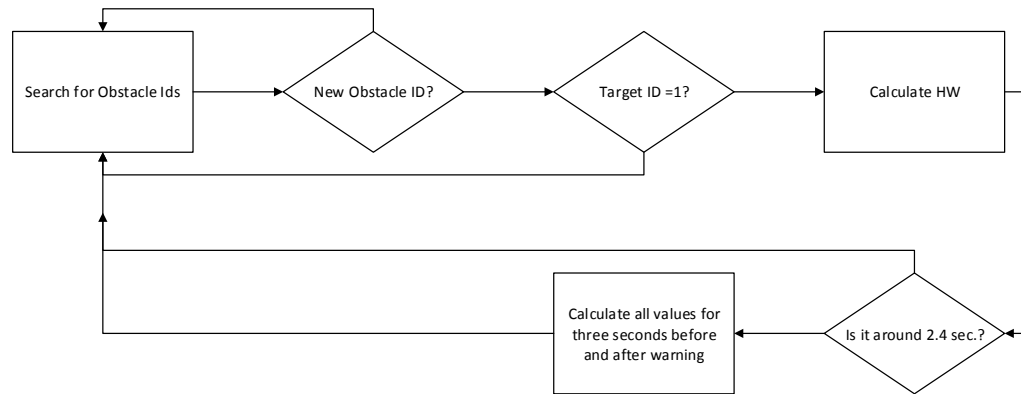 Search for Obstacle Ids
New Obstacle ID?
Target ID =1?
Calculate HW
Calculate all values for
three seconds before
and after warning
Is it around 2.4 sec.?